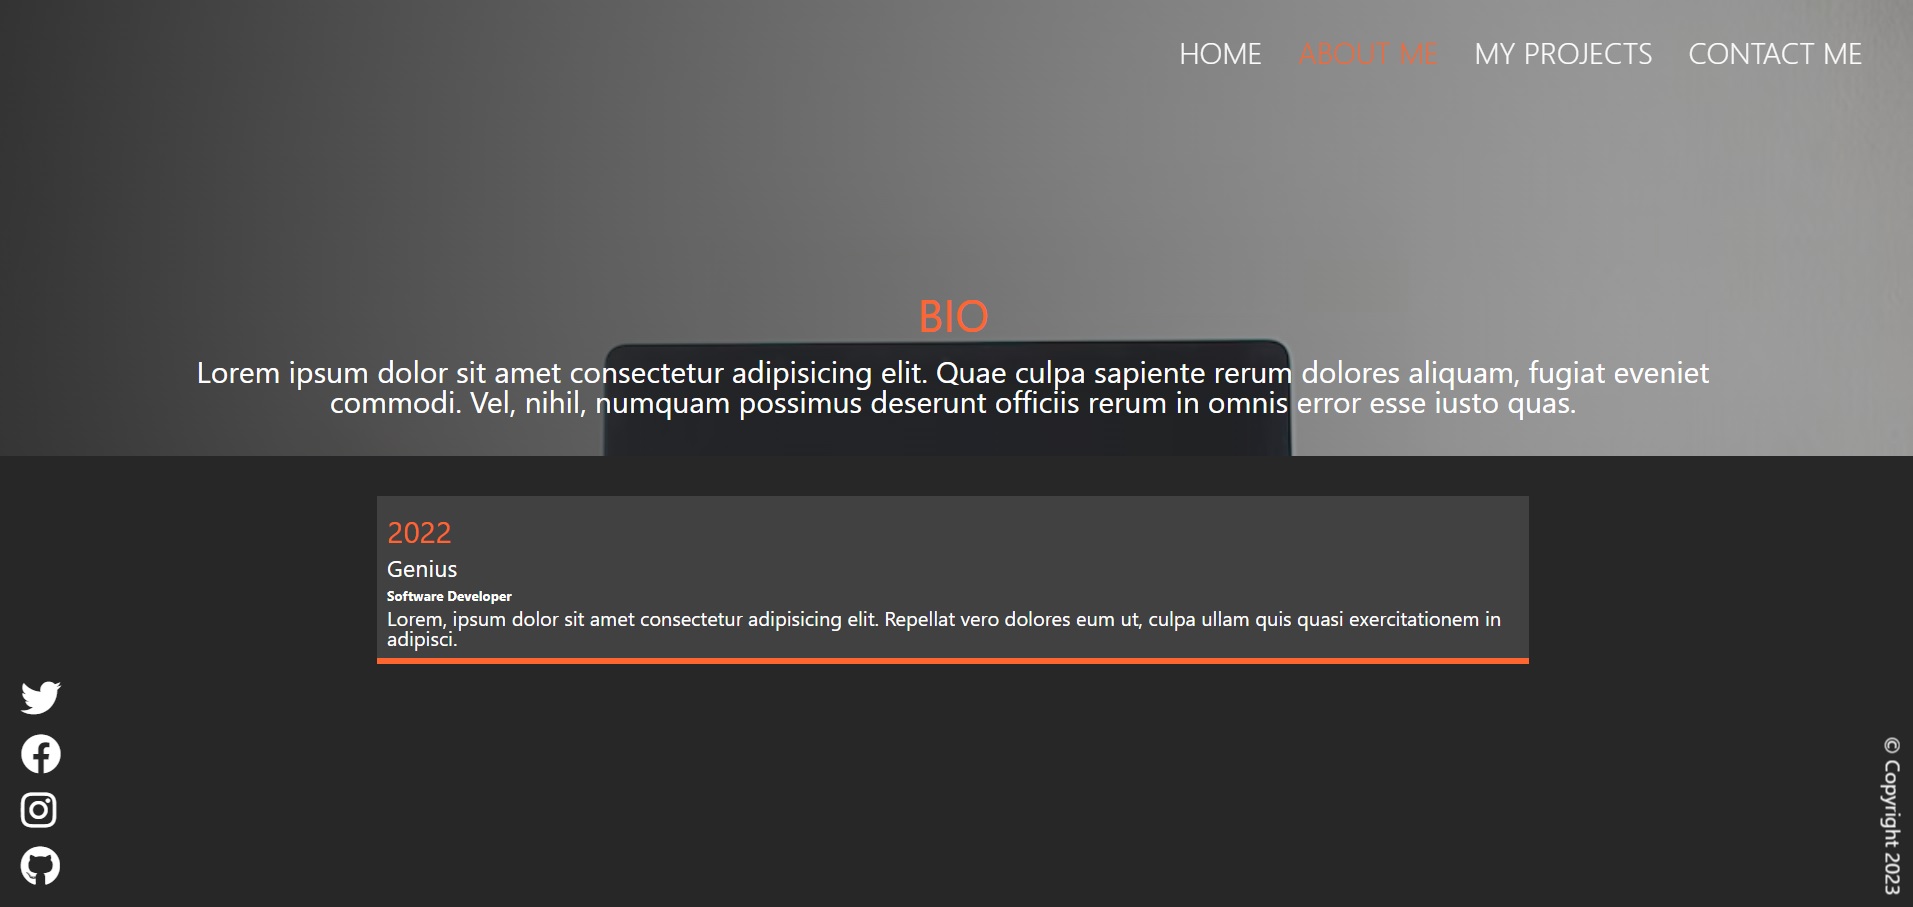 HOME ABOUT ME MY PROJECTS CONTACT ME
BIO
Lorem ipsum dolor sit amet consectetur adipisicing elit. Quae culpa sapiente rerum dolores aliquam, fugiat eveniet
commodi. Vel, nihil, numquam possimus deserunt officiis rerum in omnis error esse iusto quas.
2022
Genius
Software Developer
Lorem, ipsum dolor sit amet consectetur adipisicing elit. Repellat vero dolores eum ut, culpa ullam quis quasi exercitationem in
adipisci.
© Copyright 2023